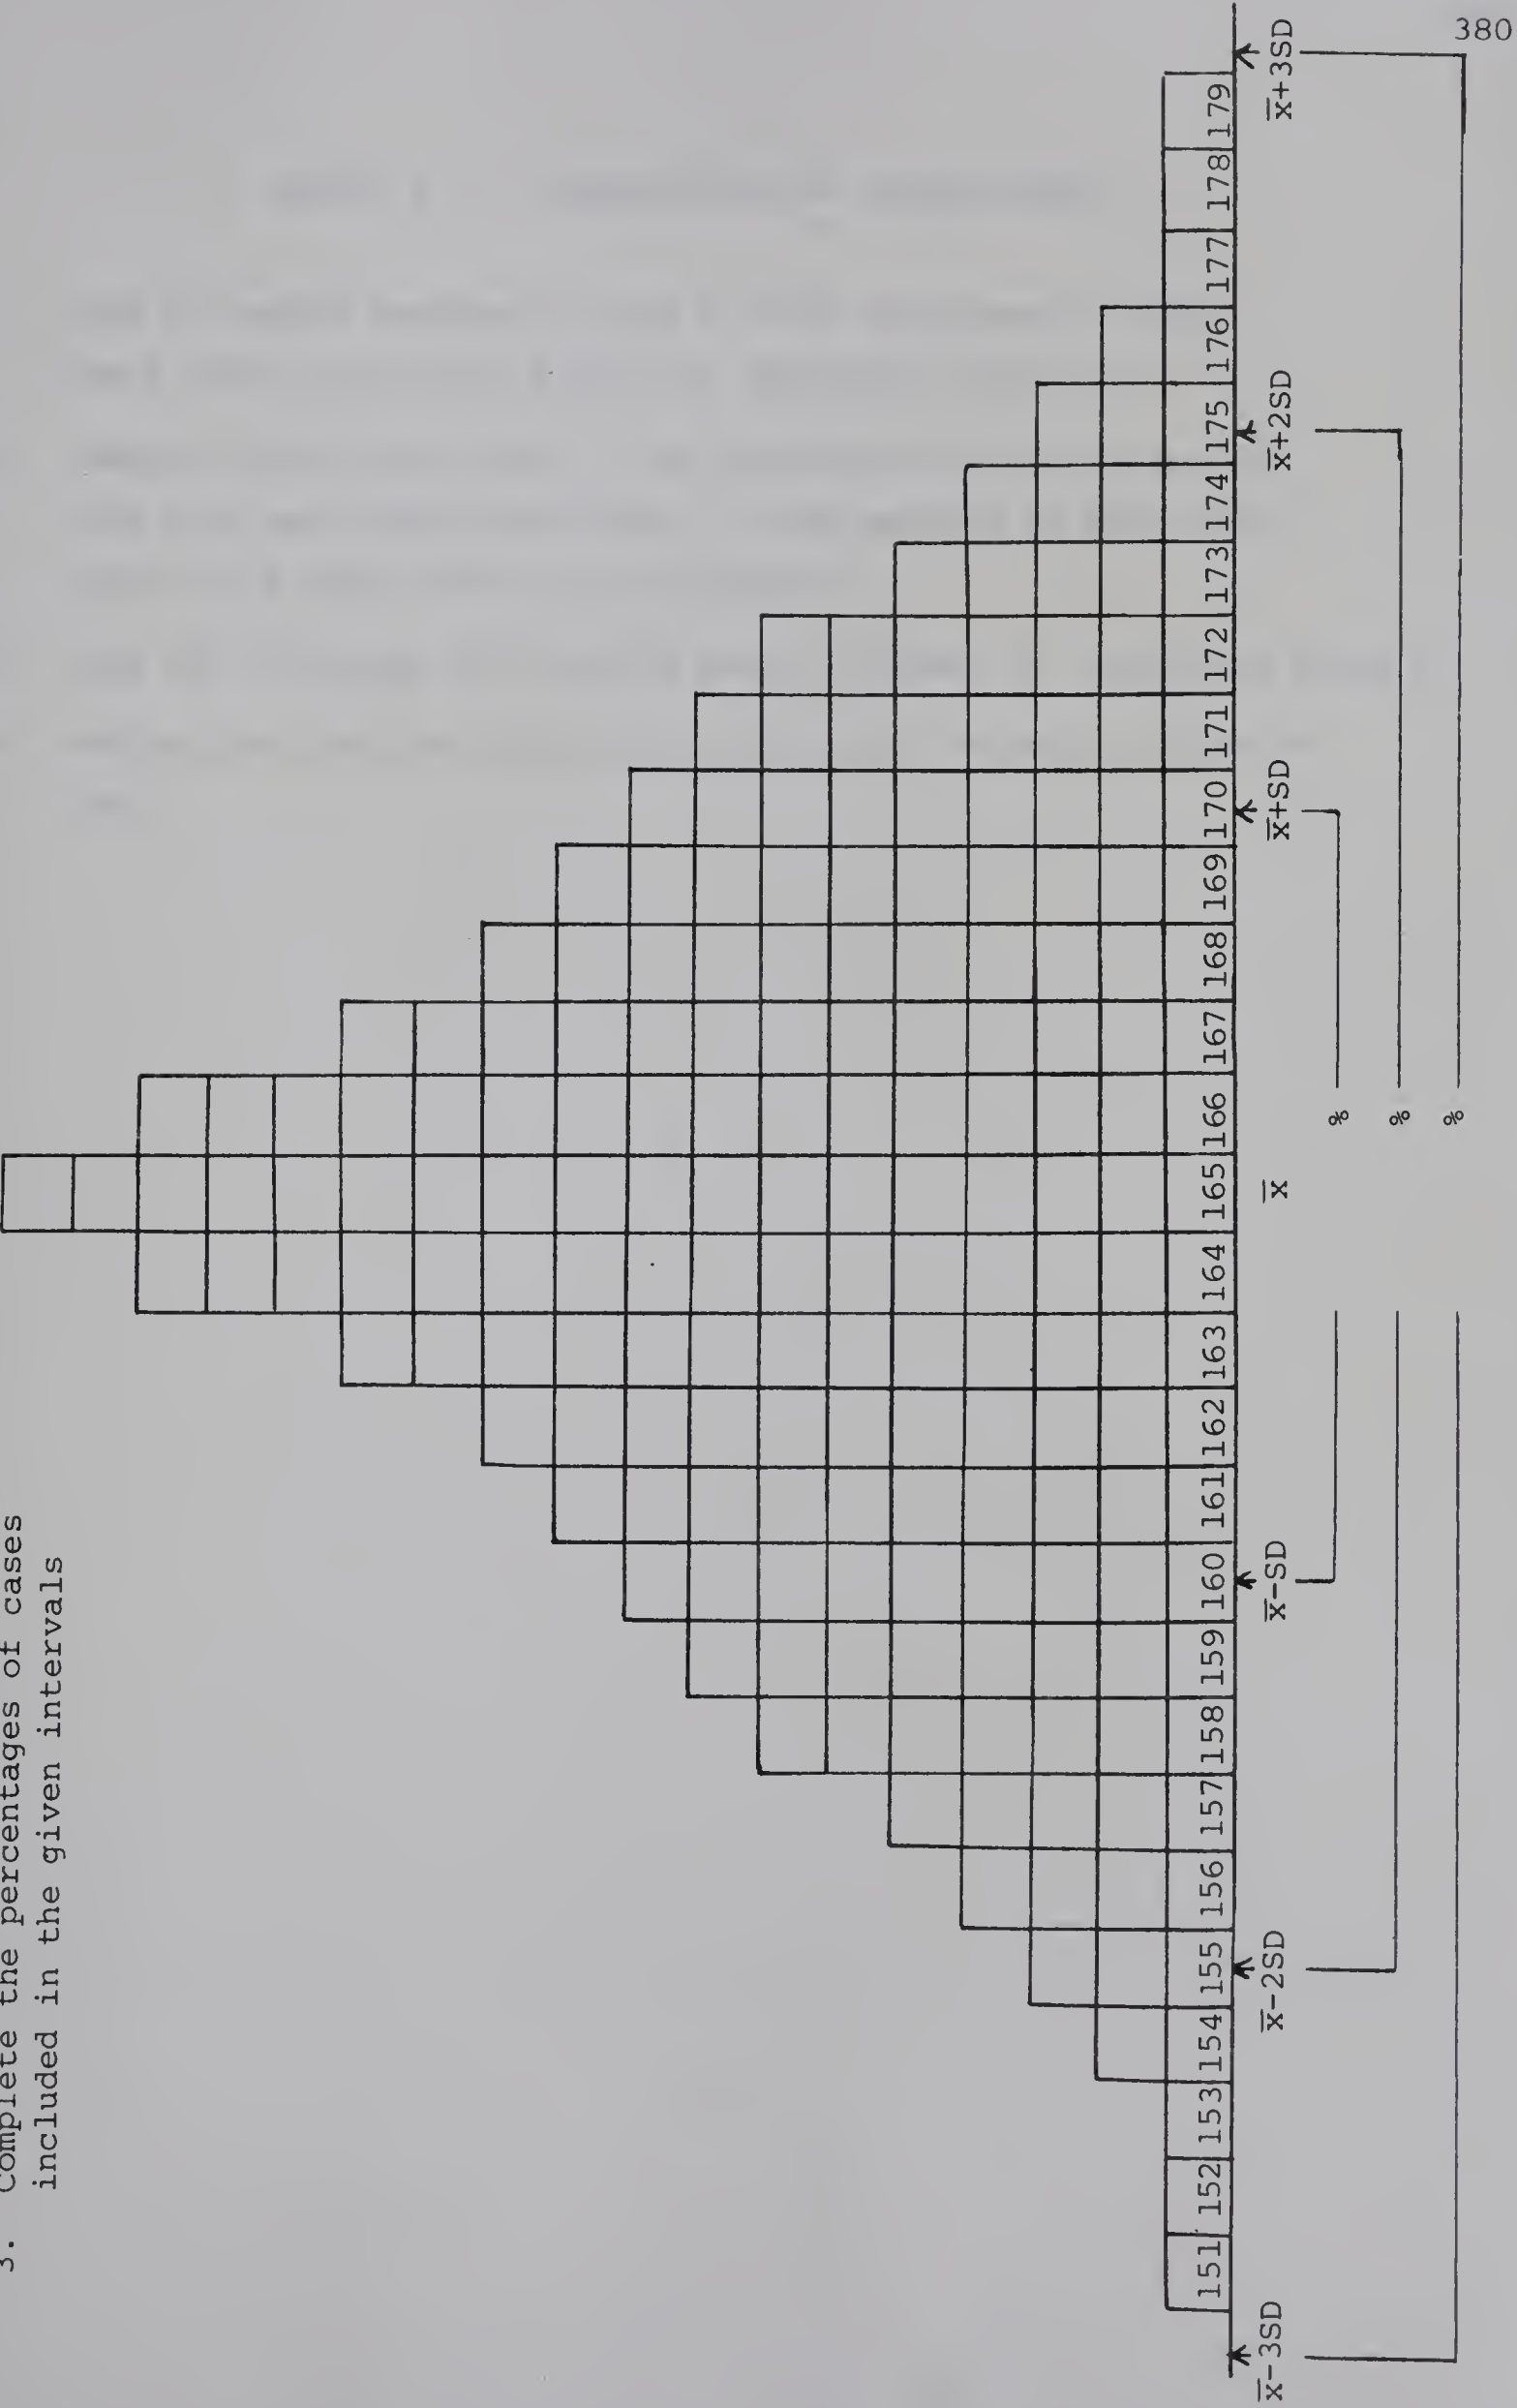 3. Complete the percentages of cases
included in the given intervals
151 152 153 154 155 156 157 158 159 160 161 162 163 164 165 166 167 168 169 170 171 172 173 174 175 176 177 178 179
x̅-3SD x̅-2SD x̅-SD x̅ x̅+SD x̅+2SD x̅+3SD
%
%
%
380